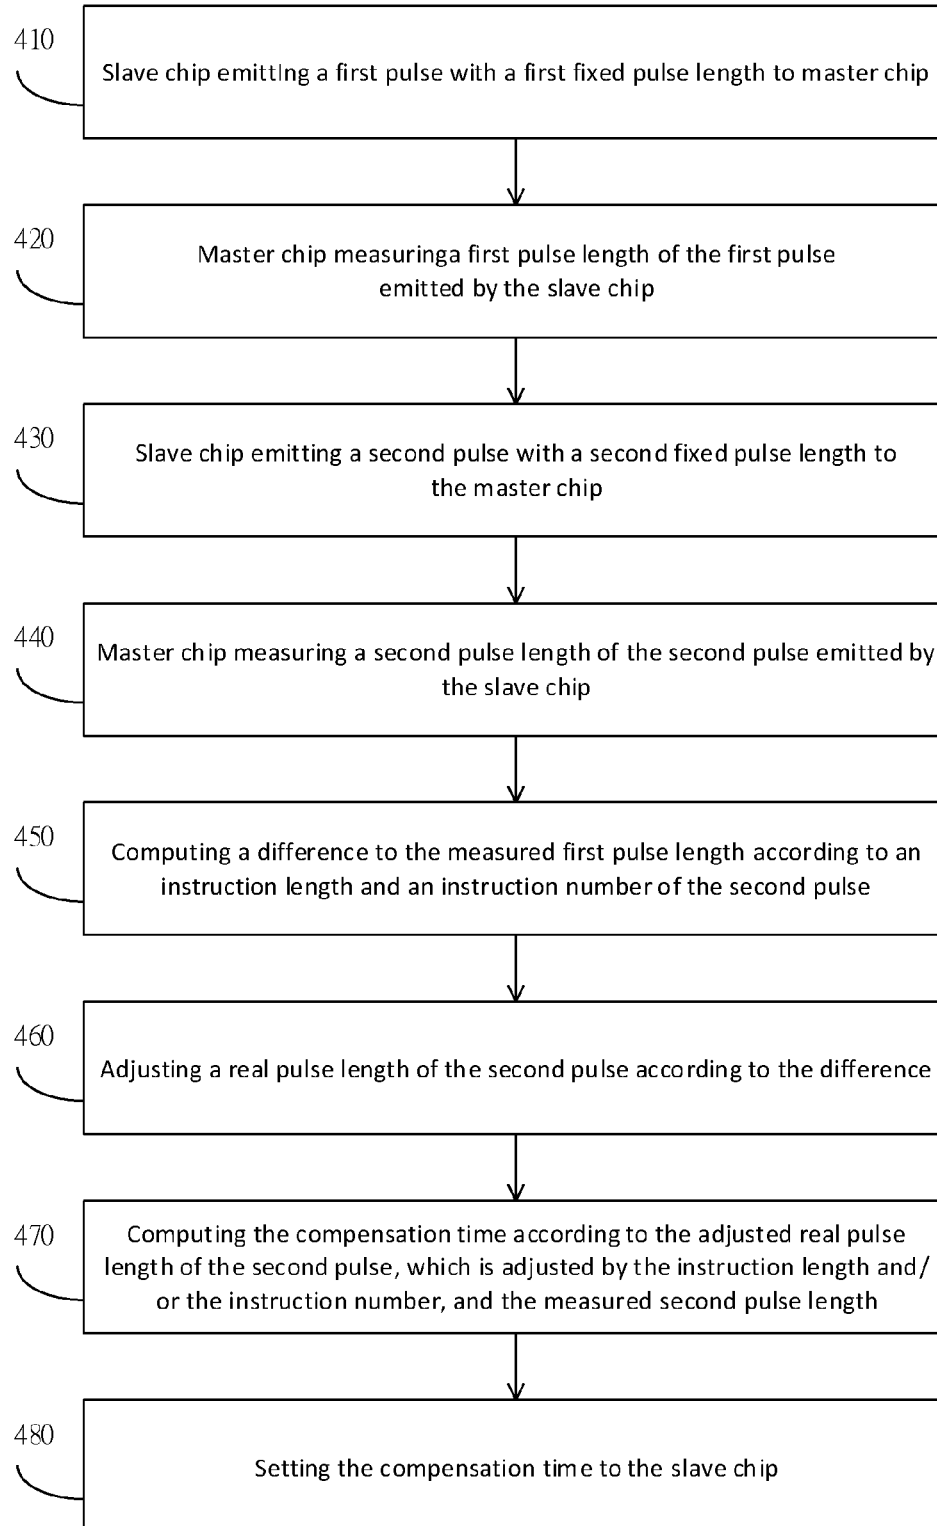 410
Slave chip emitting a first pulse with a first fixed pulse length to master chip
420
Master chip measuringa first pulse length of the first pulse
emitted by the slave chip
430
Slave chip emitting a second pulse with a second fixed pulse length to
the master chip
440
Master chip measuring a second pulse length of the second pulse emitted by
the slave chip
450
Computing a difference to the measured first pulse length according to an
instruction length and an instruction number of the second pulse
460
Adjusting a real pulse length of the second pulse according to the difference
470
Computing the compensation time according to the adjusted real pulse
length of the second pulse, which is adjusted by the instruction length and/
or the instruction number, and the measured second pulse length
480
Setting the compensation time to the slave chip